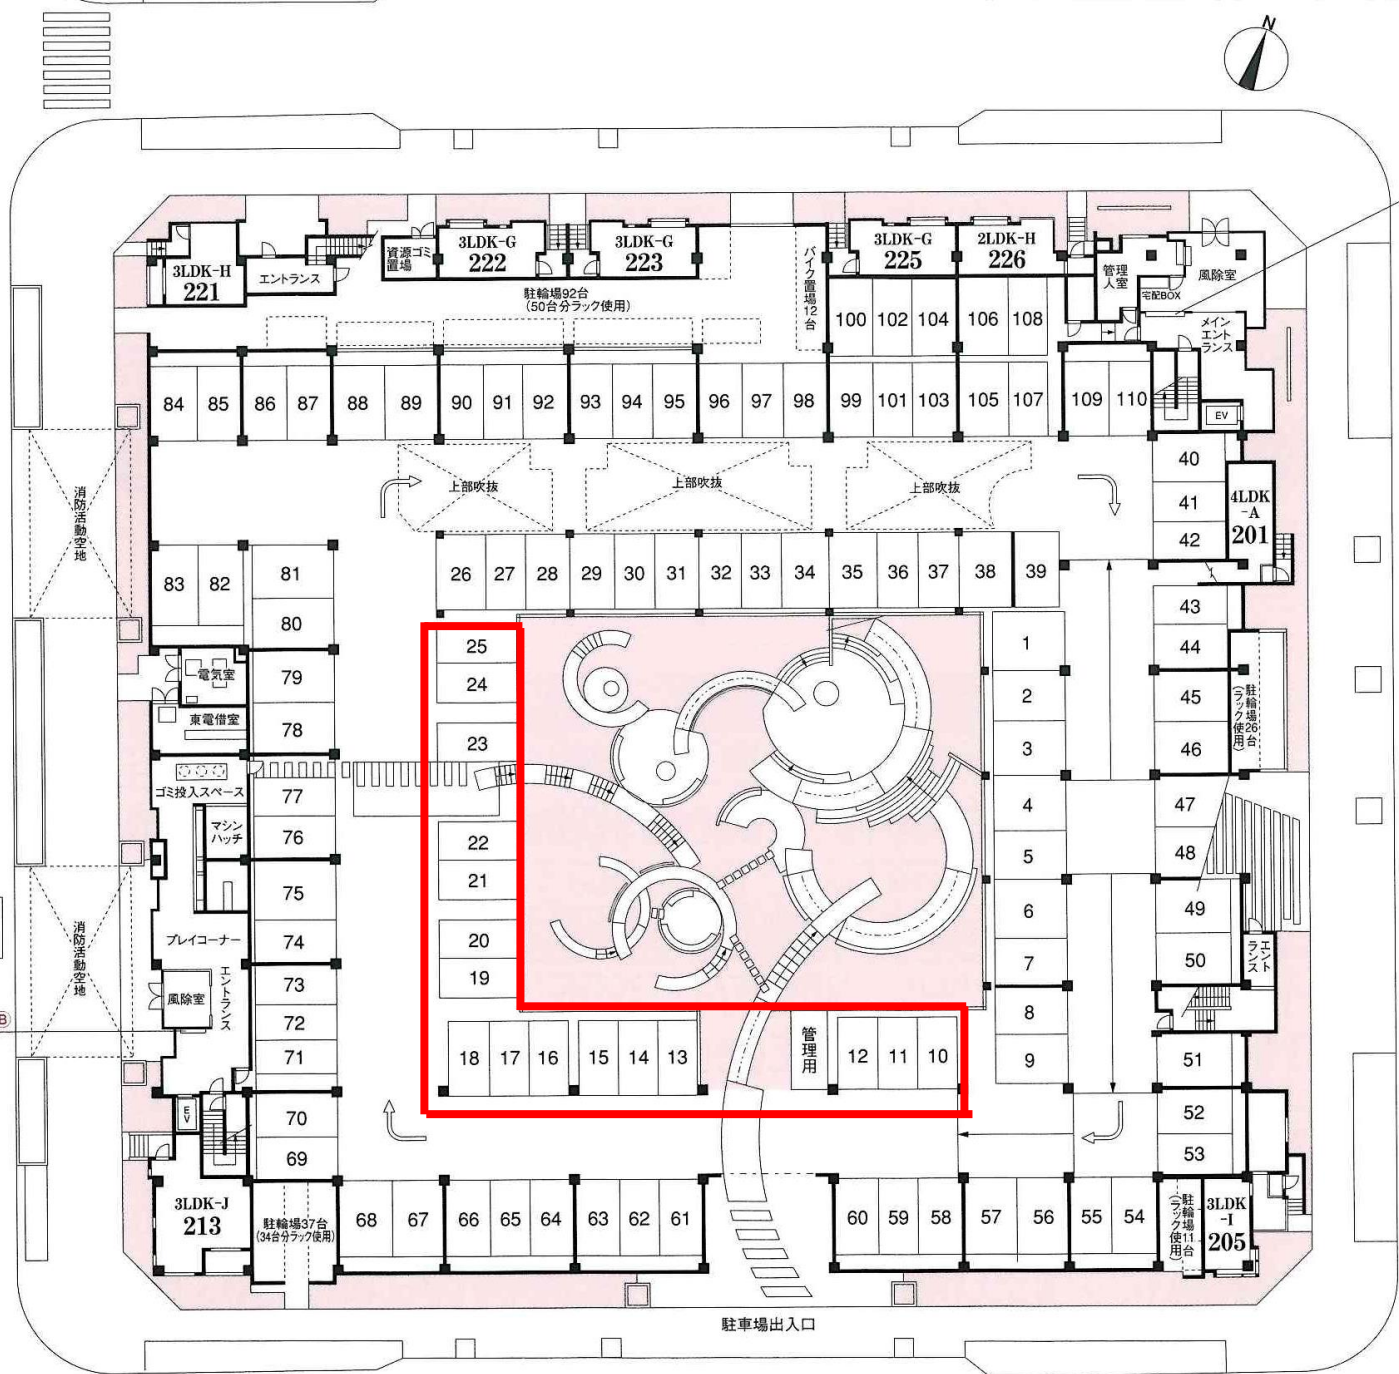 N
3LDK-H
221
エントランス
資源ゴミ
置場
3LDK-G
222
3LDK-G
223
駐輪場92台
(50台分ラック使用)
バイク置場12台
3LDK-G
225
2LDK-H
226
管理
人室
宅配BOX
風除室
メイン
エント
ランス
EV
100 102 104 106 108
84 85 86 87 88 89 90 91 92 93 94 95 96 97 98 99 101 103 105 107 109 110
消防活動空地
上部吹抜
上部吹抜
上部吹抜
40
41
42
4LDK
-A
201
26 27 28 29 30 31 32 33 34 35 36 37 38 39
83 82
81
80
79
78
77
76
75
74
73
72
71
70
69
電気室
東電借室
ゴミ投入スペース
マシン
ハッチ
プレイコーナー
風除室
エントランス
消防活動空地
B
EV
3LDK-J
213
駐輪場37台
(34台分ラック使用)
25
24
23
22
21
20
19
18 17 16 15 14 13
管理用
12 11 10
1
2
3
4
5
6
7
8
9
43
44
45
46
47
48
49
50
51
52
53
駐輪場26台
(ラック使用)
エント
ランス
68 67 66 65 64 63 62 61
60 59 58 57 56 55 54
駐輪場11台
(ラック使用)
3LDK
-I
205
駐車場出入口